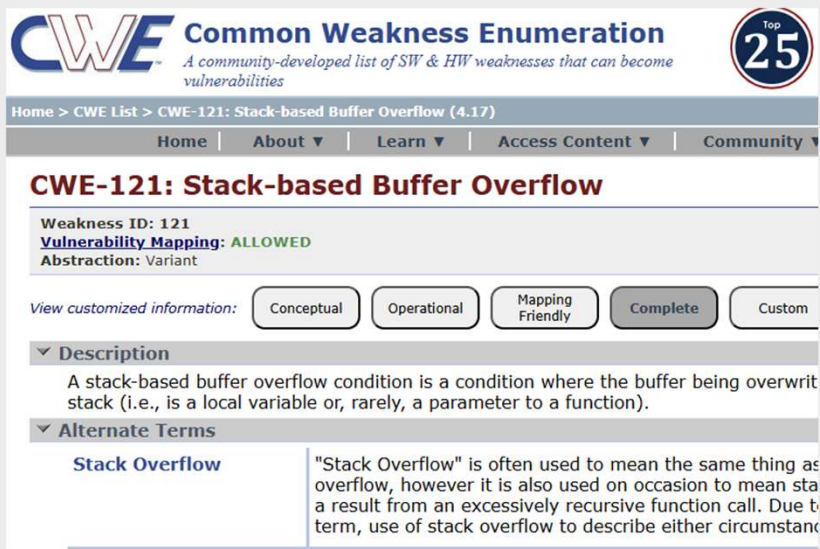 CWE
Common Weakness Enumeration
A community-developed list of SW & HW weaknesses that can become
vulnerabilities
Top
25
Home > CWE List > CWE-121: Stack-based Buffer Overflow (4.17)
Home About ▼ Learn ▼ Access Content ▼ Community ▼
CWE-121: Stack-based Buffer Overflow
Weakness ID: 121
Vulnerability Mapping: ALLOWED
Abstraction: Variant
View customized information: Conceptual Operational Mapping Friendly Complete Custom
Description
A stack-based buffer overflow condition is a condition where the buffer being overwrit
stack (i.e., is a local variable or, rarely, a parameter to a function).
Alternate Terms
Stack Overflow
"Stack Overflow" is often used to mean the same thing as
overflow, however it is also used on occasion to mean sta
a result from an excessively recursive function call. Due
term, use of stack overflow to describe either circumstan